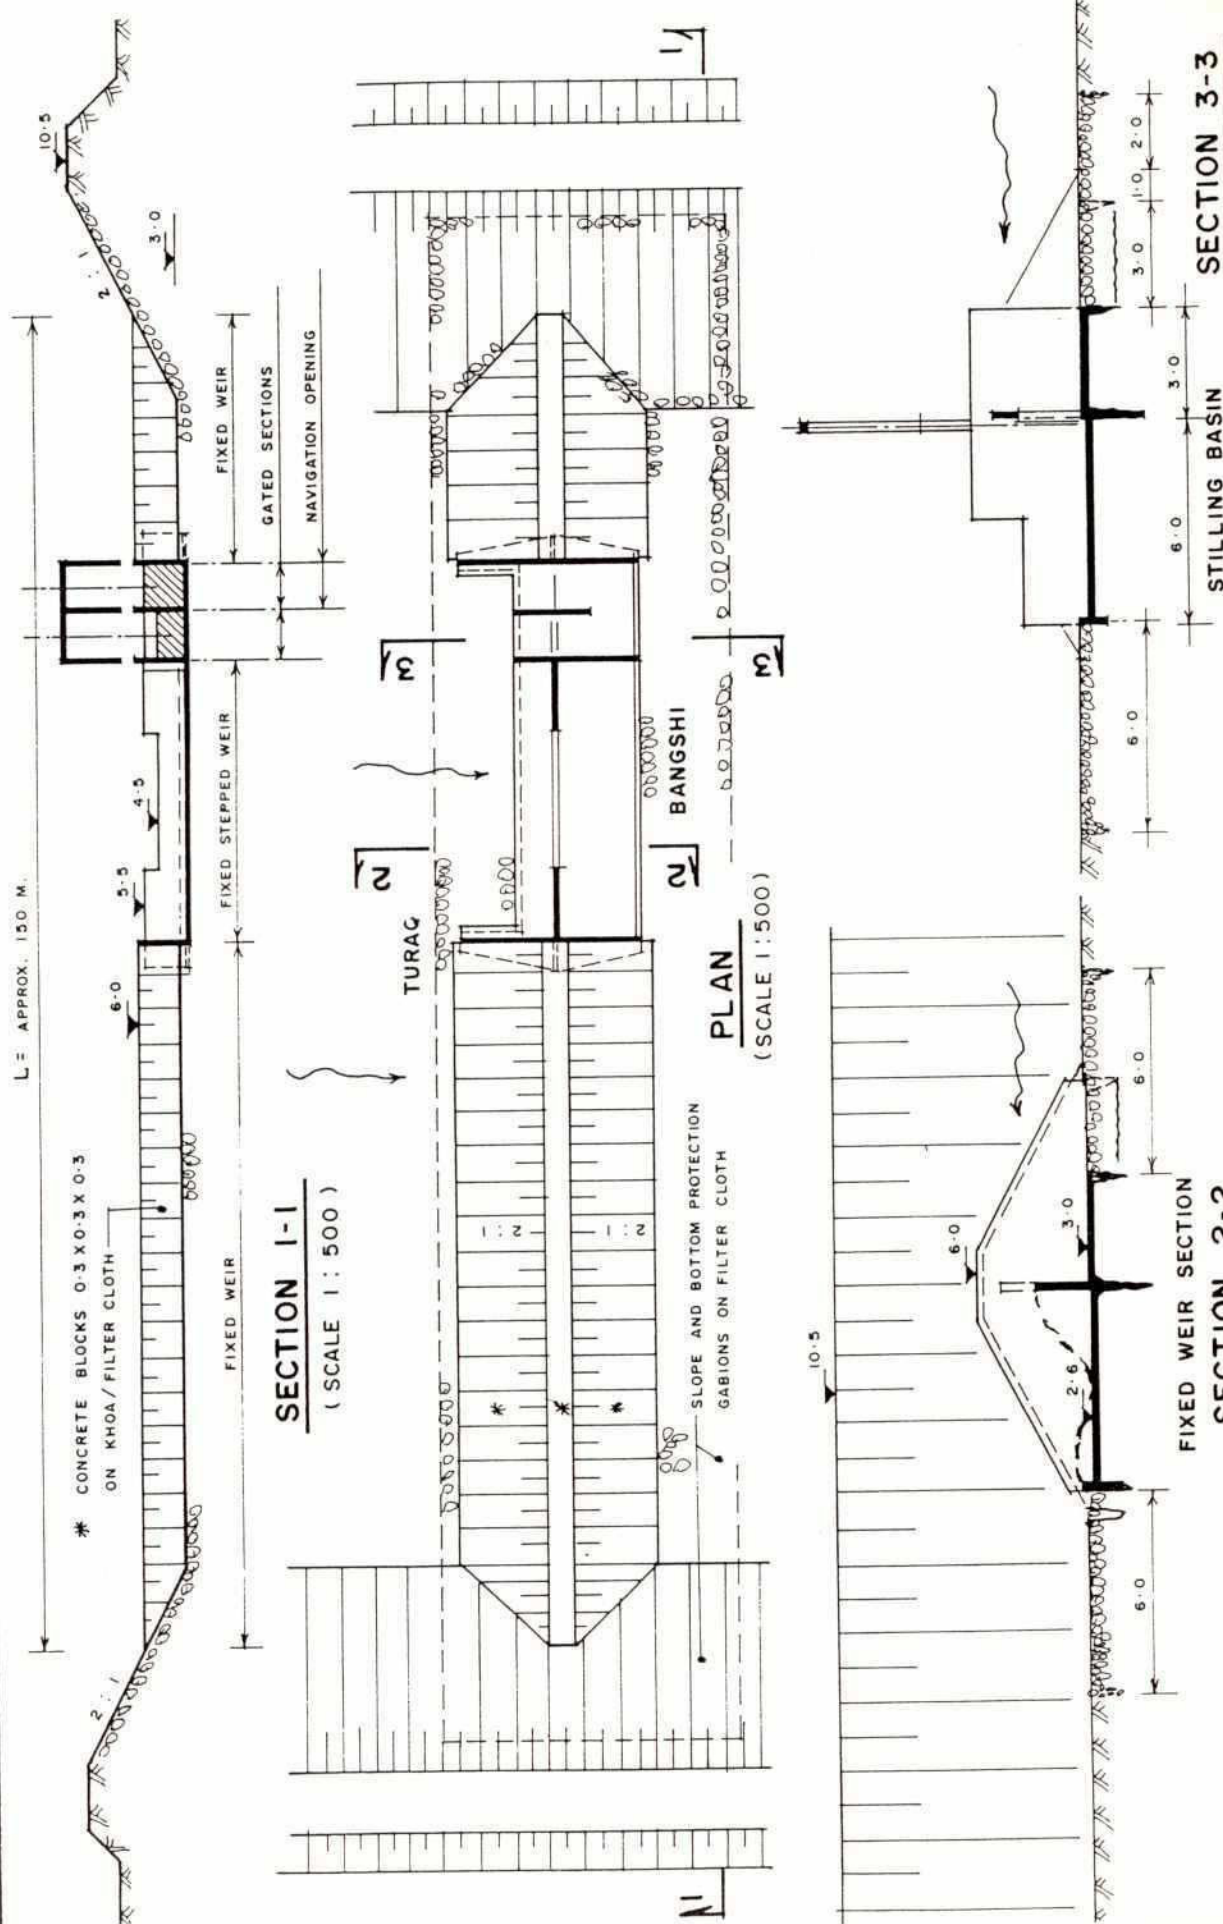 L = APPROX. 150 M.
* CONCRETE BLOCKS 0·3 X 0·3 X 0·3
ON KHOA / FILTER CLOTH
2 : 1
6·0
5·5
4·5
2 : 1
3·0
10·5
FIXED WEIR
FIXED STEPPED WEIR
FIXED WEIR
GATED SECTIONS
NAVIGATION OPENING
SECTION 1-1
(SCALE 1 : 500)
TURAG
2
3
1
2 : 1
2 : 1
* * *
1
2
3
BANGSHI
SLOPE AND BOTTOM PROTECTION
GABIONS ON FILTER CLOTH
PLAN
(SCALE 1 : 500)
10·5
6·0
2·6
3·0
6·0
6·0
FIXED WEIR SECTION
SECTION 2-2
6·0
6·0
3·0
3·0
1·0
2·0
STILLING BASIN
SECTION 3-3